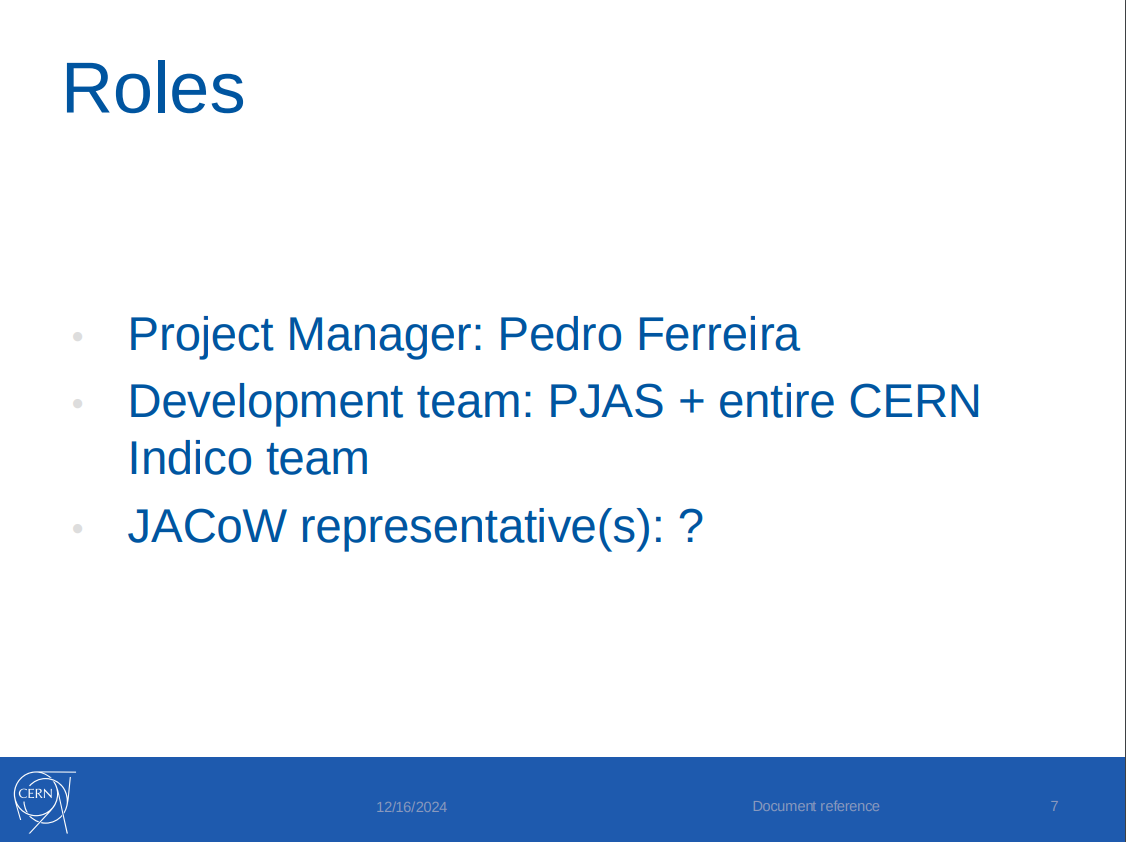 Roles
• Project Manager: Pedro Ferreira
• Development team: PJAS + entire CERN
Indico team
• JACoW representative(s): ?
CERN
12/16/2024
Document reference
7